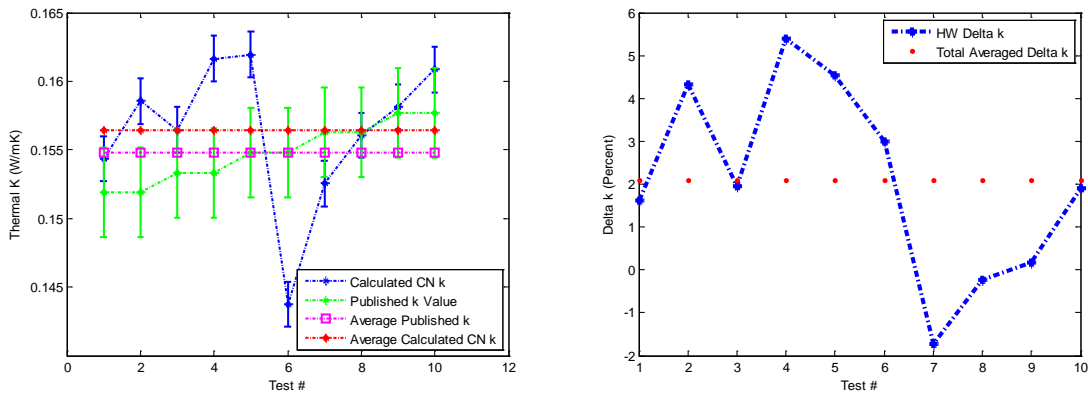 0.165
0.16
0.155
0.15
0.145
Thermal K (W/mK)
0 2 4 6 8 10 12
Test #
Calculated CN k
Published k Value
Average Published k
Average Calculated CN k
6
5
4
3
2
1
0
-1
-2
Delta k (Percent)
1 2 3 4 5 6 7 8 9 10
Test #
HW Delta k
Total Averaged Delta k